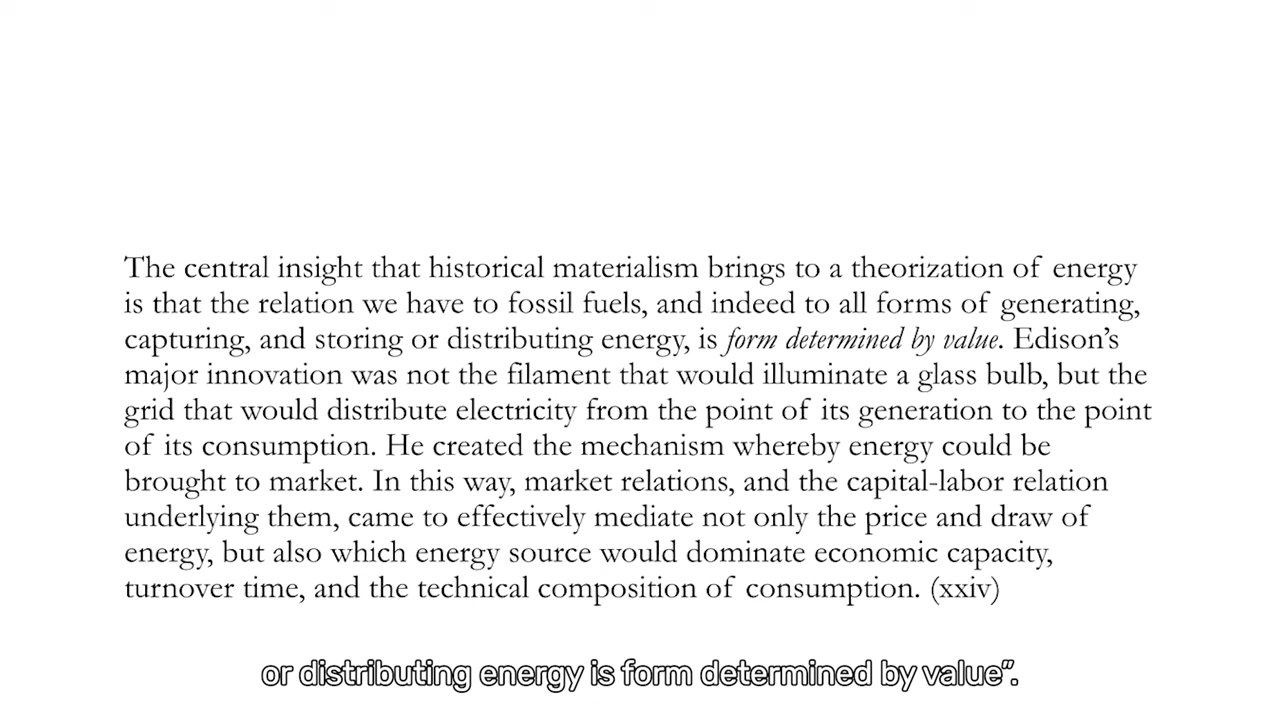 The central insight that historical materialism brings to a theorization of energy
is that the relation we have to fossil fuels, and indeed to all forms of generating,
capturing, and storing or distributing energy, is form determined by value. Edison’s
major innovation was not the filament that would illuminate a glass bulb, but the
grid that would distribute electricity from the point of its generation to the point
of its consumption. He created the mechanism whereby energy could be
brought to market. In this way, market relations, and the capital-labor relation
underlying them, came to effectively mediate not only the price and draw of
energy, but also which energy source would dominate economic capacity,
turnover time, and the technical composition of consumption. (xxiv)
or distributing energy is form determined by value”.